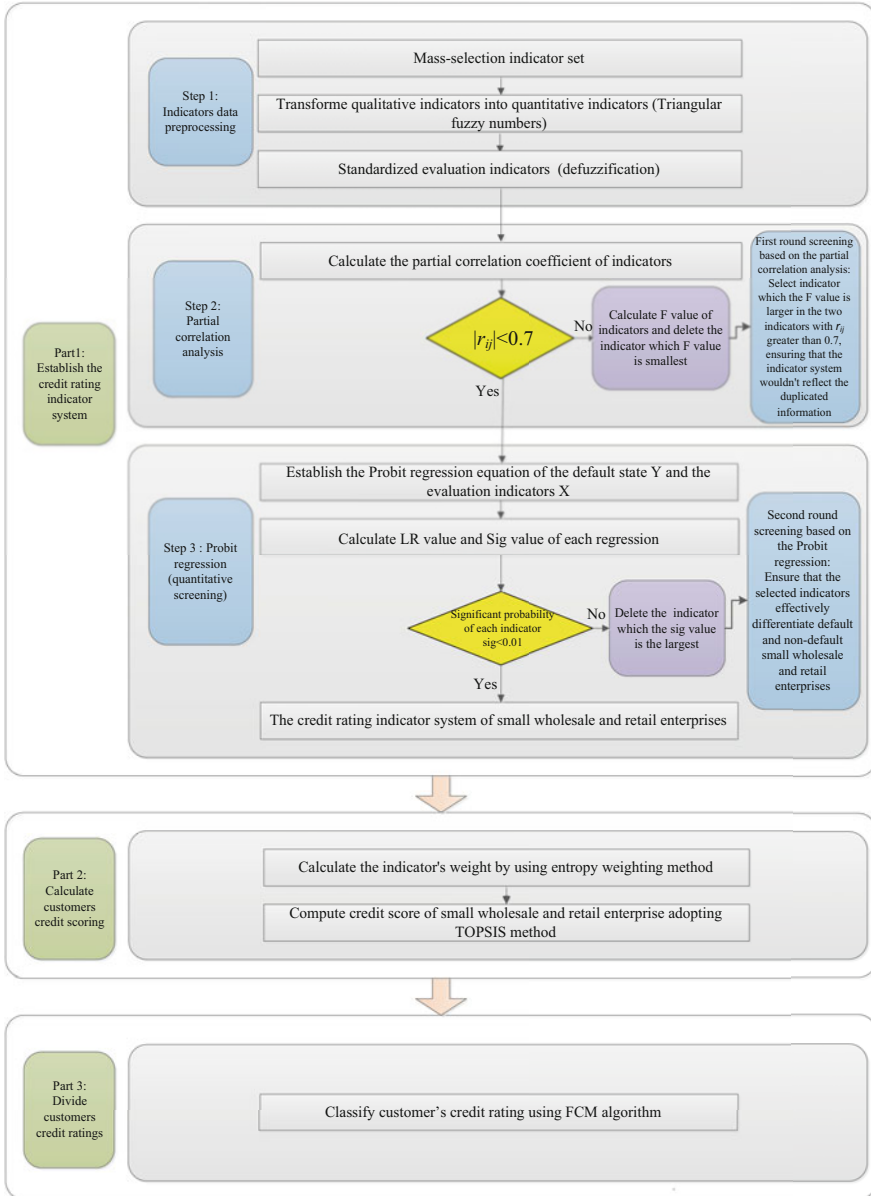 Part1:
Establish the
credit rating
indicator
system
Step 1:
Indicators data
preprocessing
Mass-selection indicator set
Transforme qualitative indicators into quantitative indicators (Triangular
fuzzy numbers)
Standardized evaluation indicators (defuzzification)
Step 2:
Partial
correlation
analysis
Calculate the partial correlation coefficient of indicators
|rij|<0.7
No
Calculate F value of
indicators and delete the
indicator which F value
is smallest
First round screening
based on the partial
correlation analysis:
Select indicator
which the F value is
larger in the two
indicators with rij
greater than 0.7,
ensuring that the
indicator system
wouldn't reflect the
duplicated
information
Yes
Step 3 : Probit
regression
(quantitative
screening)
Establish the Probit regression equation of the default state Y and the
evaluation indicators X
Calculate LR value and Sig value of each regression
Significant probability
of each indicator
sig<0.01
No
Delete the indicator
which the sig value
is the largest
Second round
screening based on
the Probit
regression:
Ensure that the
selected indicators
effectively
differentiate default
and non-default
small wholesale
and retail
enterprises
Yes
The credit rating indicator system of small wholesale and retail enterprises
Part 2:
Calculate
customers
credit scoring
Calculate the indicator's weight by using entropy weighting method
Compute credit score of small wholesale and retail enterprise adopting
TOPSIS method
Part 3:
Divide
customers
credit ratings
Classify customer's credit rating using FCM algorithm